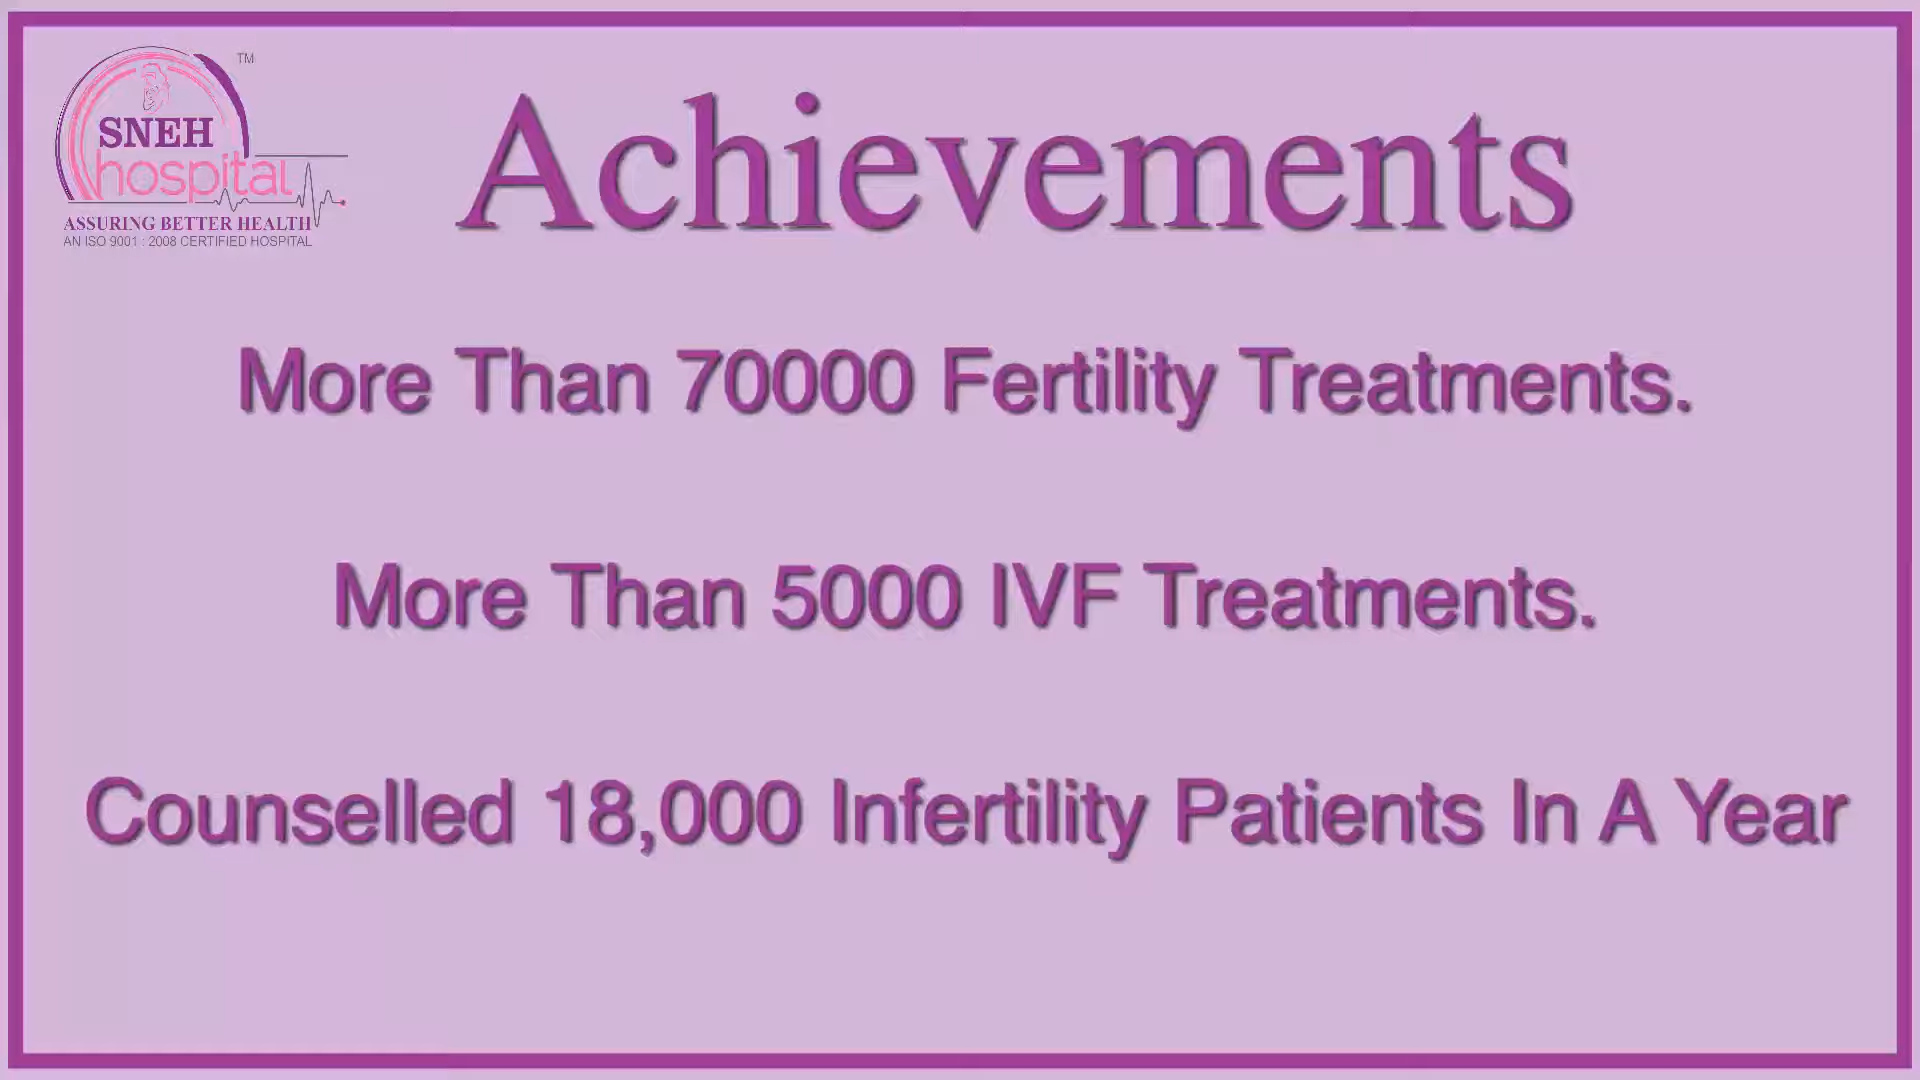 TM
SNEH
hospital
ASSURING BETTER HEALTH
AN ISO 9001 : 2008 CERTIFIED HOSPITAL
Achievements
More Than 70000 Fertility Treatments.
More Than 5000 IVF Treatments.
Counselled 18,000 Infertility Patients In A Year